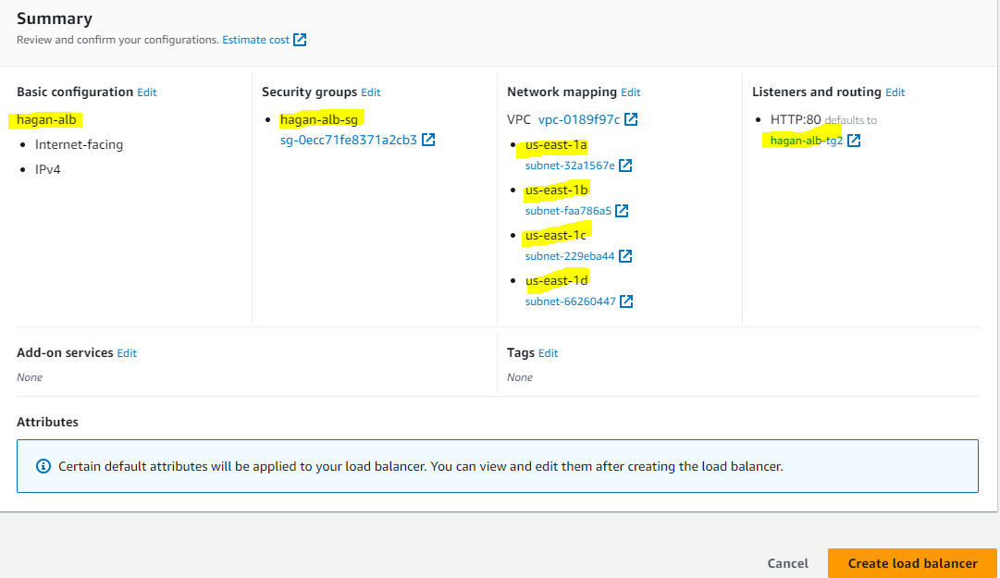 Summary
Review and confirm your configurations. Estimate cost
Basic configuration Edit
hagan-alb
Internet-facing
IPv4
Security groups Edit
hagan-alb-sg
sg-0ecc71fe8371a2cb3
Network mapping Edit
VPC vpc-0189f97c
us-east-1a
subnet-32a1567e
us-east-1b
subnet-faa786a5
us-east-1c
subnet-229eba44
us-east-1d
subnet-66260447
Listeners and routing Edit
HTTP:80 defaults to
hagan-alb-tg2
Add-on services Edit
None
Tags Edit
None
Attributes
Certain default attributes will be applied to your load balancer. You can view and edit them after creating the load balancer.
Cancel
Create load balancer